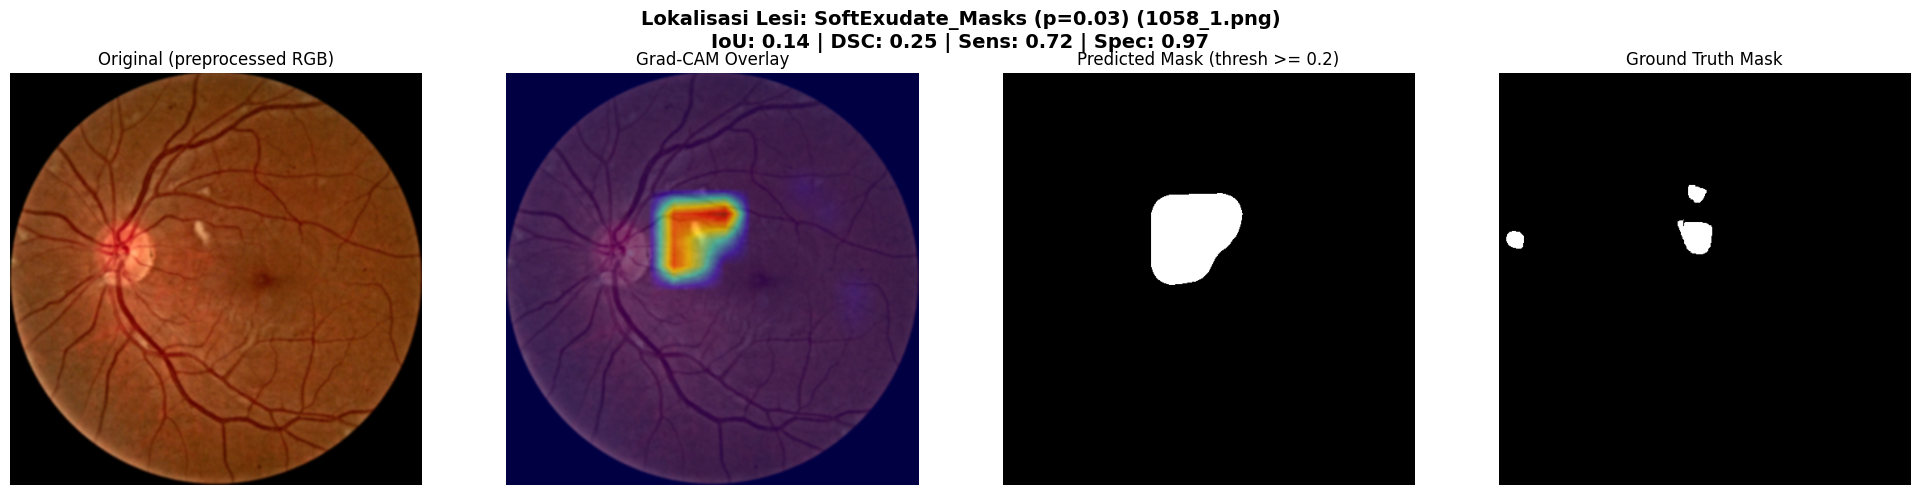 Lokalisasi Lesi: SoftExudate_Masks (p=0.03) (1058_1.png)
IoU: 0.14 | DSC: 0.25 | Sens: 0.72 | Spec: 0.97
Original (preprocessed RGB)
Grad-CAM Overlay
Predicted Mask (thresh >= 0.2)
Ground Truth Mask